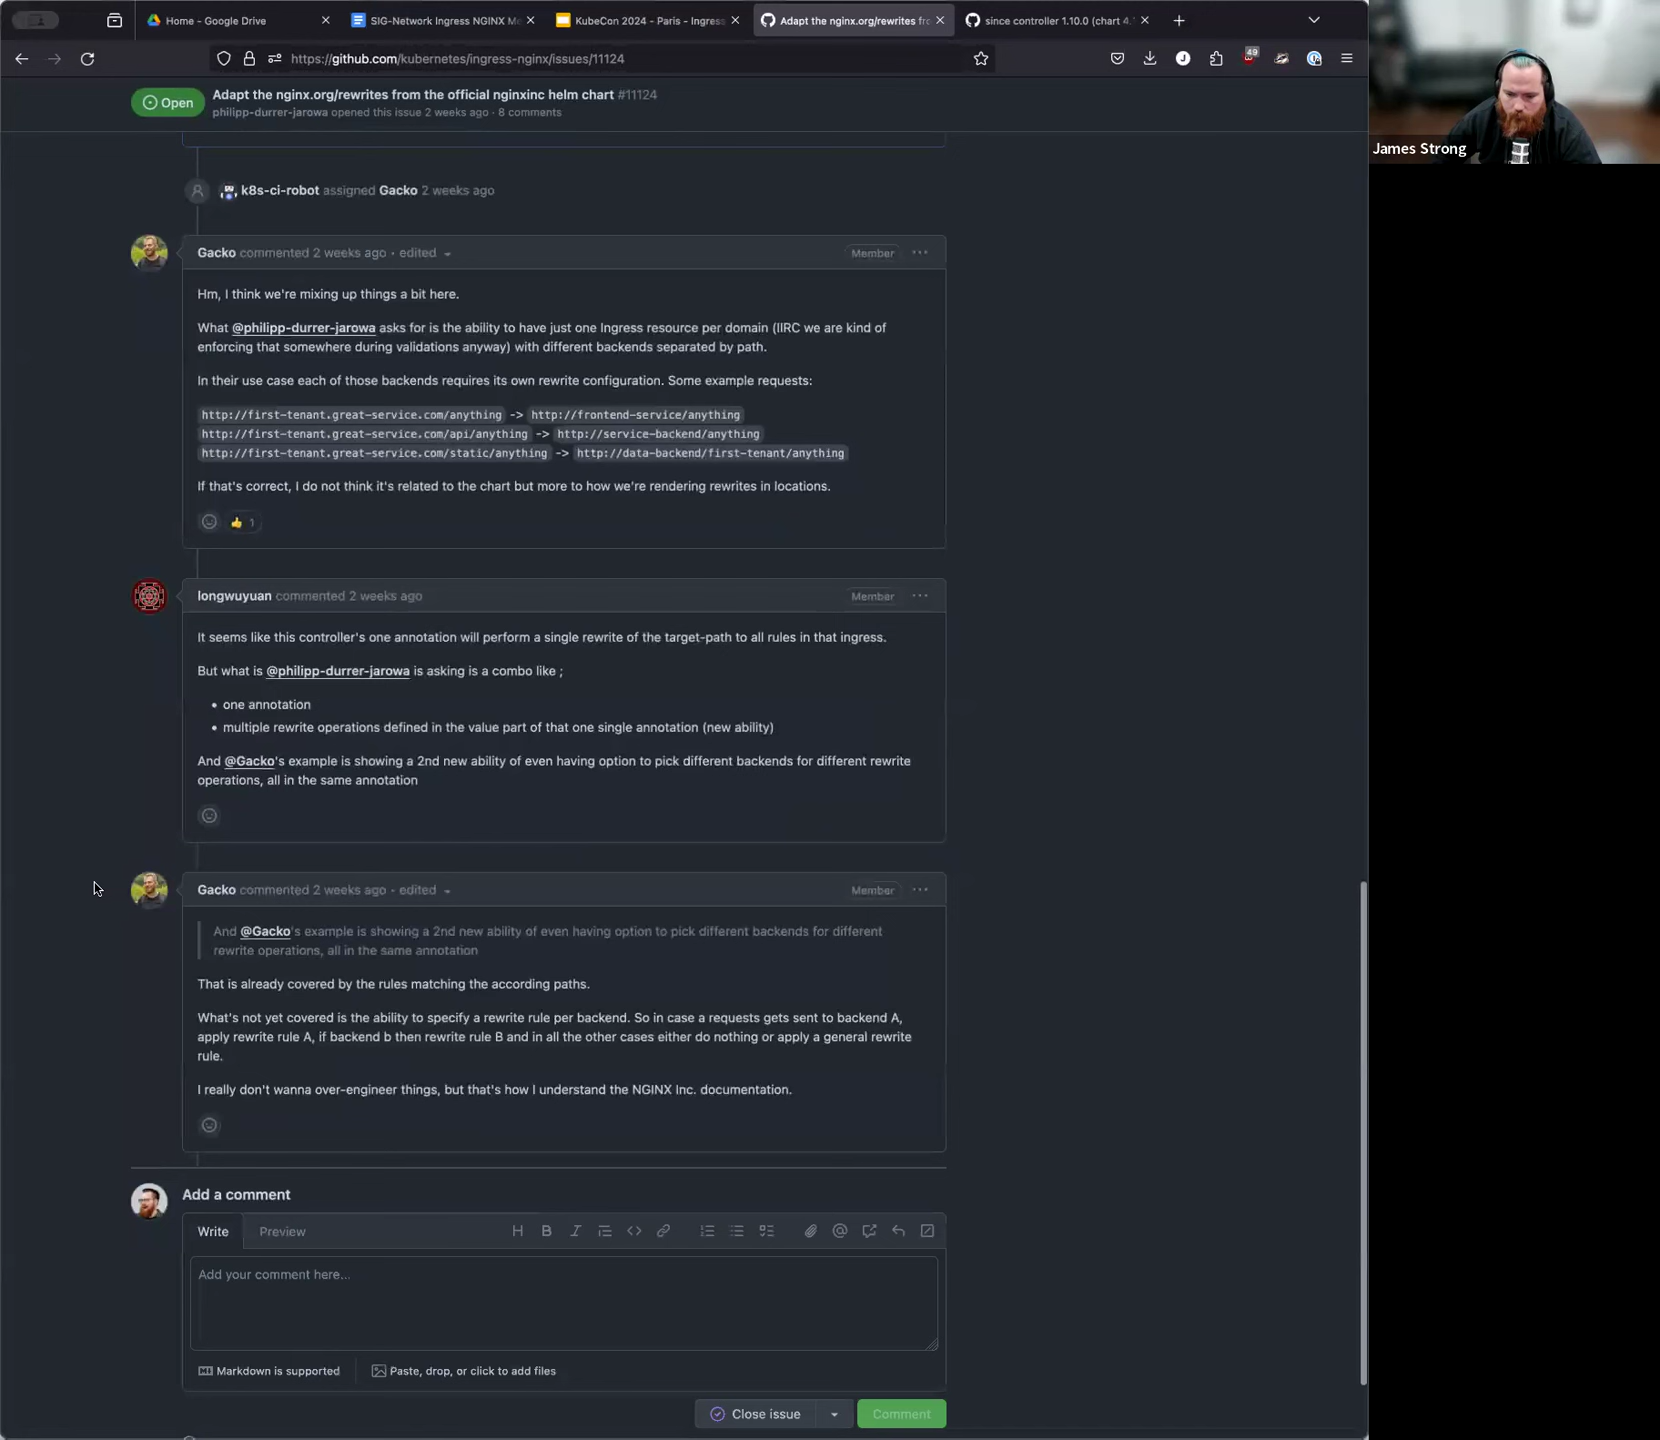 Home - Google Drive
SIG-Network Ingress NGINX Me
KubeCon 2024 - Paris - Ingress
Adapt the nginx.org/rewrites fro
since controller 1.10.0 (chart 4.
https://github.com/kubernetes/ingress-nginx/issues/11124
49
James Strong
Open
Adapt the nginx.org/rewrites from the official nginxinc helm chart #11124
philipp-durrer-jarowa opened this issue 2 weeks ago · 8 comments
k8s-ci-robot assigned Gacko 2 weeks ago
Gacko commented 2 weeks ago · edited
Member
Hm, I think we're mixing up things a bit here.
What @philipp-durrer-jarowa asks for is the ability to have just one Ingress resource per domain (IIRC we are kind of
enforcing that somewhere during validations anyway) with different backends separated by path.
In their use case each of those backends requires its own rewrite configuration. Some example requests:
http://first-tenant.great-service.com/anything -> http://frontend-service/anything
http://first-tenant.great-service.com/api/anything -> http://service-backend/anything
http://first-tenant.great-service.com/static/anything -> http://data-backend/first-tenant/anything
If that's correct, I do not think it's related to the chart but more to how we're rendering rewrites in locations.
👍 1
longwuyuan commented 2 weeks ago
Member
It seems like this controller's one annotation will perform a single rewrite of the target-path to all rules in that ingress.
But what is @philipp-durrer-jarowa is asking is a combo like ;
• one annotation
• multiple rewrite operations defined in the value part of that one single annotation (new ability)
And @Gacko's example is showing a 2nd new ability of even having option to pick different backends for different rewrite
operations, all in the same annotation
Gacko commented 2 weeks ago · edited
Member
And @Gacko's example is showing a 2nd new ability of even having option to pick different backends for different
rewrite operations, all in the same annotation
That is already covered by the rules matching the according paths.
What's not yet covered is the ability to specify a rewrite rule per backend. So in case a requests gets sent to backend A,
apply rewrite rule A, if backend b then rewrite rule B and in all the other cases either do nothing or apply a general rewrite
rule.
I really don't wanna over-engineer things, but that's how I understand the NGINX Inc. documentation.
Add a comment
Write
Preview
Add your comment here...
Markdown is supported
Paste, drop, or click to add files
Close issue
Comment